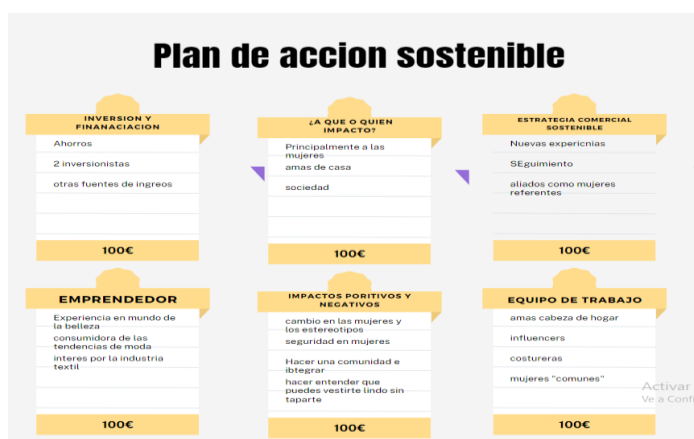 Plan de accion sostenible
INVERSION Y
FINANACIACION
Ahorros
2 inversionistas
otras fuentes de ingreos
100€
¿A QUE O QUIEN
IMPACTO?
Principalmente a las
mujeres
amas de casa
sociedad
100€
ESTRATEGIA COMERCIAL
SOSTENIBLE
Nuevas expericnias
SEguimiento
aliados como mujeres
referentes
100€
EMPRENDEDOR
Experiencia en mundo de
la belleza
consumidora de las
tendencias de moda
interes por la industria
textil
100€
IMPACTOS PORITIVOS Y
NEGATIVOS
cambio en las mujeres y
los estereotipos
seguridad en mujeres
Hacer una comunidad e
ibtegrar
hacer entender que
puedes vestirte lindo sin
taparte
100€
EQUIPO DE TRABAJO
amas cabeza de hogar
influencers
costureras
mujeres "comunes"
100€
Activar
Ve a Confi